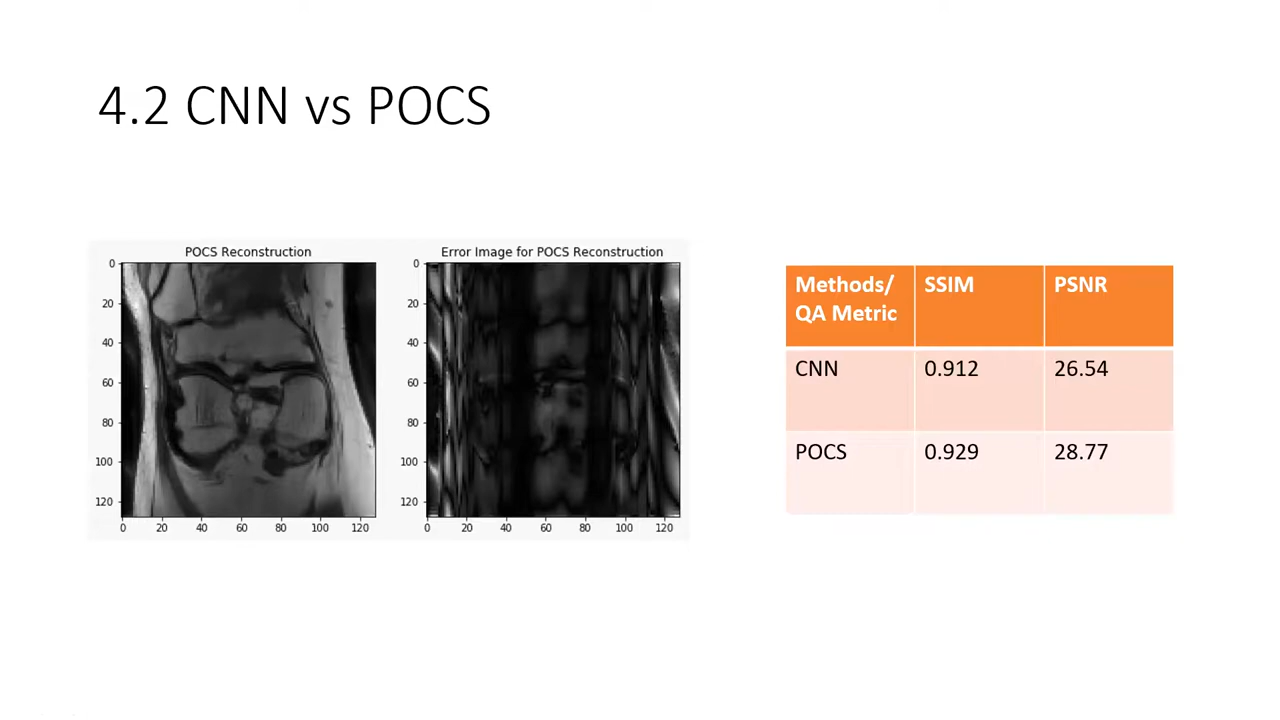 4.2 CNN vs POCS
POCS Reconstruction
0
20
40
60
80
100
120
0 20 40 60 80 100 120
Error Image for POCS Reconstruction
0
20
40
60
80
100
120
0 20 40 60 80 100 120
Methods/ SSIM PSNR
QA Metric
CNN 0.912 26.54
POCS 0.929 28.77